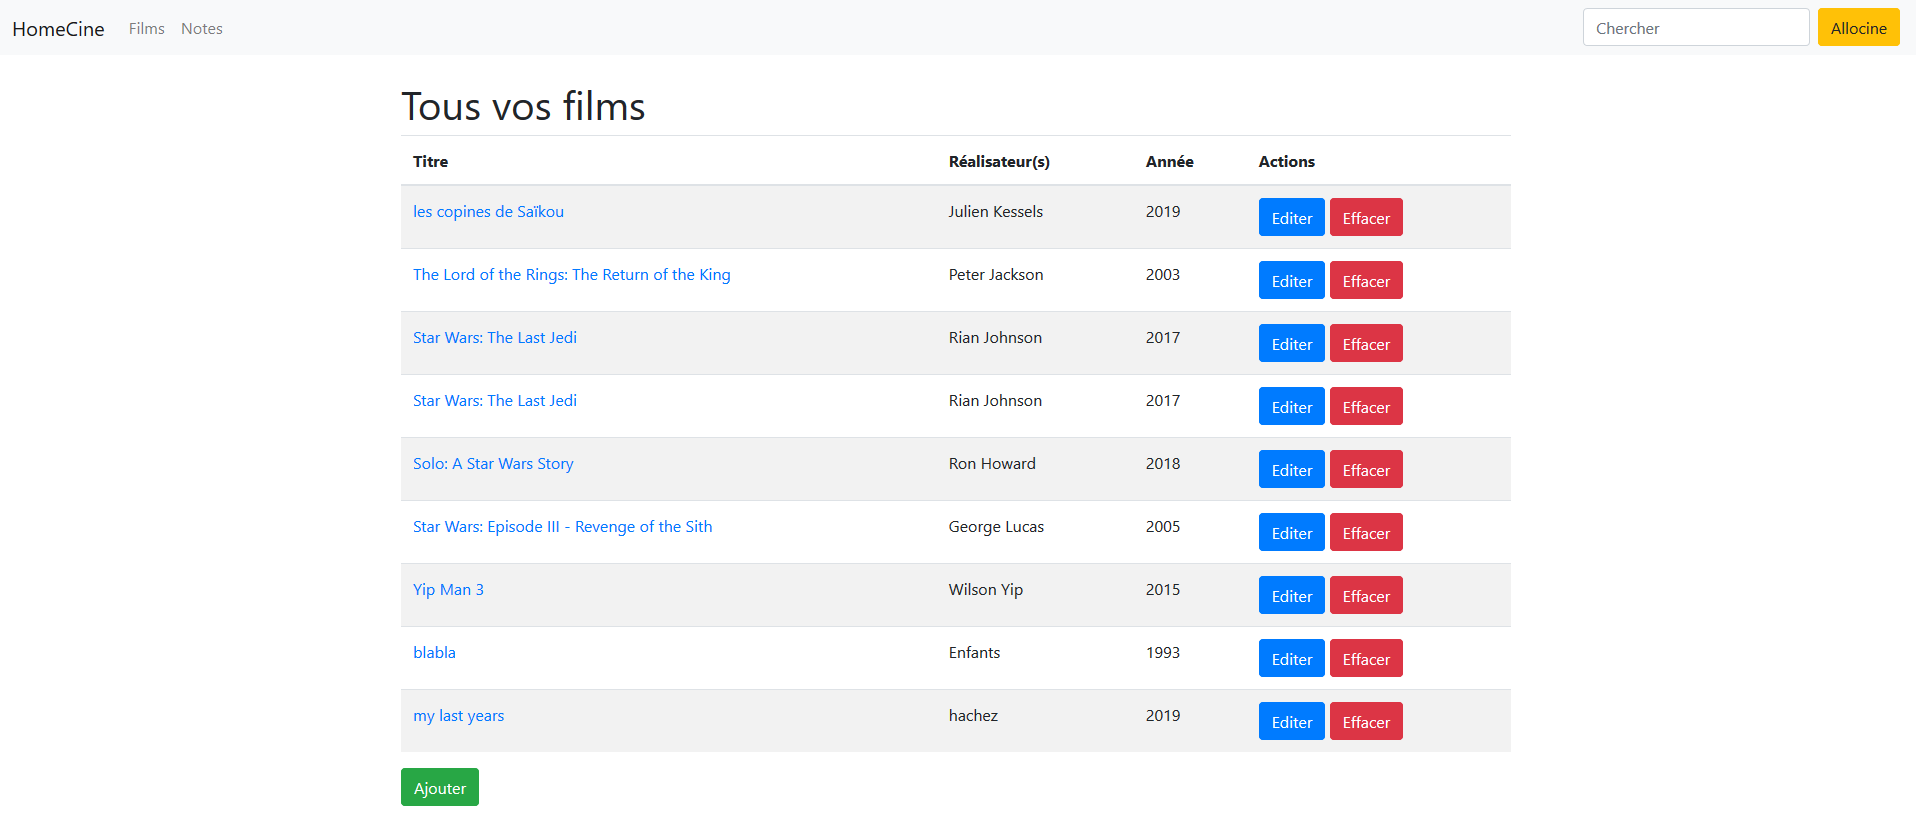 HomeCine Films Notes Chercher Allocine
Tous vos films
Titre Réalisateur(s) Année Actions
les copines de Saïkou Julien Kessels 2019 Editer Effacer
The Lord of the Rings: The Return of the King Peter Jackson 2003 Editer Effacer
Star Wars: The Last Jedi Rian Johnson 2017 Editer Effacer
Star Wars: The Last Jedi Rian Johnson 2017 Editer Effacer
Solo: A Star Wars Story Ron Howard 2018 Editer Effacer
Star Wars: Episode III - Revenge of the Sith George Lucas 2005 Editer Effacer
Yip Man 3 Wilson Yip 2015 Editer Effacer
blabla Enfants 1993 Editer Effacer
my last years hachez 2019 Editer Effacer
Ajouter